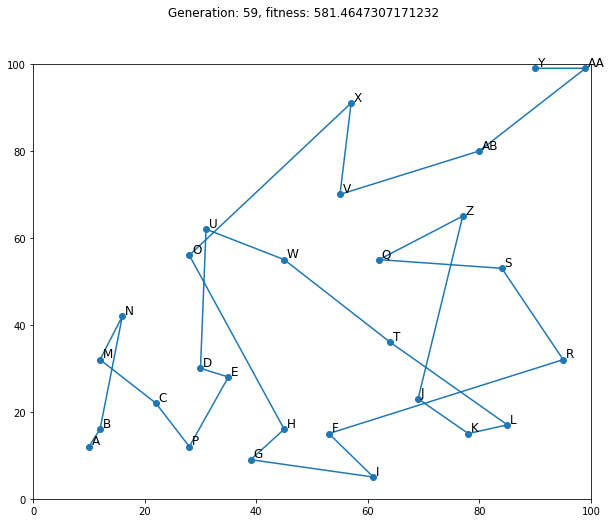 Generation: 59, fitness: 581.4647307171232
100
Y AA
X
80
AB
V
Z
U
60
O W Q S
N
40
T
M R
D
E
20
C J
B H F K L
A P
G
I
0
0 20 40 60 80 100